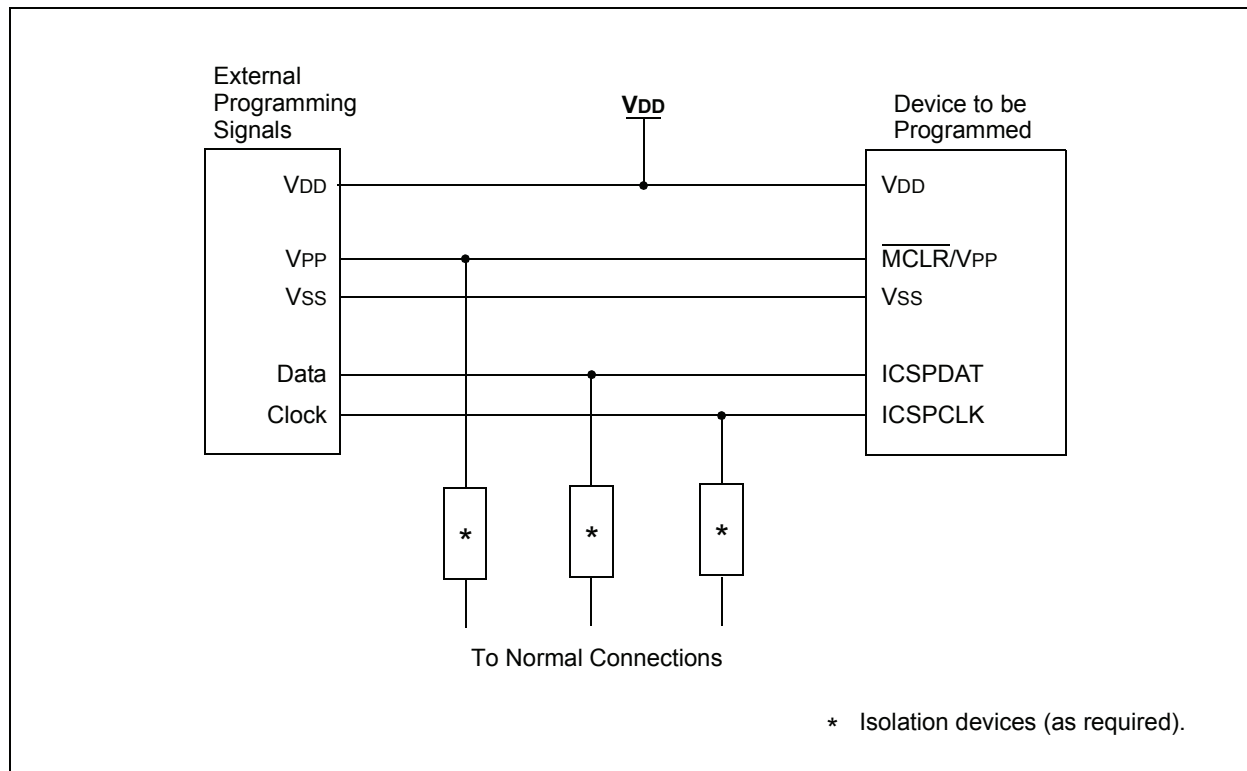 External
Programming
Signals
VDD
Device to be
Programmed
VDD
VDD
VPP
MCLR/VPP
VSS
VSS
Data
ICSPDAT
Clock
ICSPCLK
*
*
*
To Normal Connections
* Isolation devices (as required).